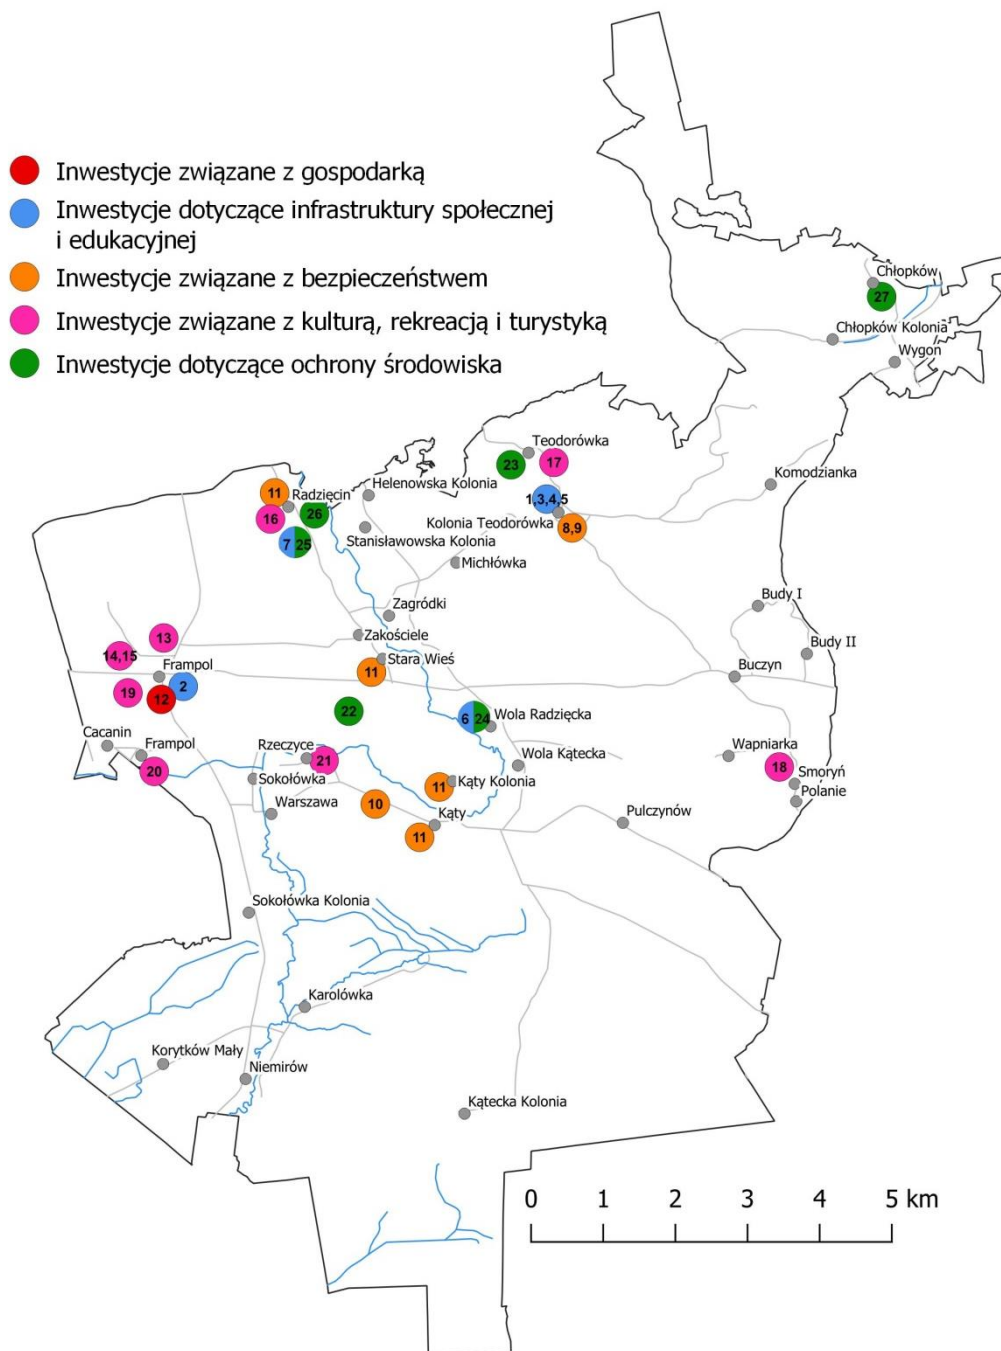 Inwestycje związane z gospodarką
Inwestycje dotyczące infrastruktury społecznej
i edukacyjnej
Inwestycje związane z bezpieczeństwem
Inwestycje związane z kulturą, rekreacją i turystyką
Inwestycje dotyczące ochrony środowiska
Chłopków
27
Chłopków Kolonia
Wygon
Teodorówka
23
17
Komodzianka
Helenowska Kolonia
11
Radzięcin
1,3,4,5
16
26
Kolonia Teodorówka
8,9
7
25
Stanisławowska Kolonia
Michłówka
Budy I
Zagródki
13
Zakościele
Budy II
14,15
Stara Wieś
Frampol
11
Buczyn
2
19
12
22
6
24
Wola Radzięcka
Cacanin
Frampol
Rzeczyce
21
Wola Kątecka
Wapniarka
18
20
Sokołówka
11
Kąty Kolonia
Smoryń
Polanie
Warszawa
10
Kąty
Pulczynów
11
Sokołówka Kolonia
Karolówka
Korytków Mały
Niemirów
Kątecka Kolonia
0 1 2 3 4 5 km